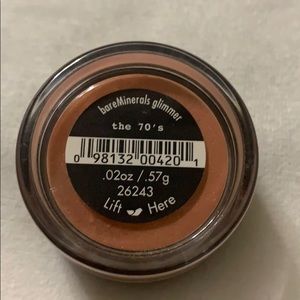 bareMinerals glimmer
the 70's
0 98132 00420 1
.02oz/.57g
26243
Lift Here